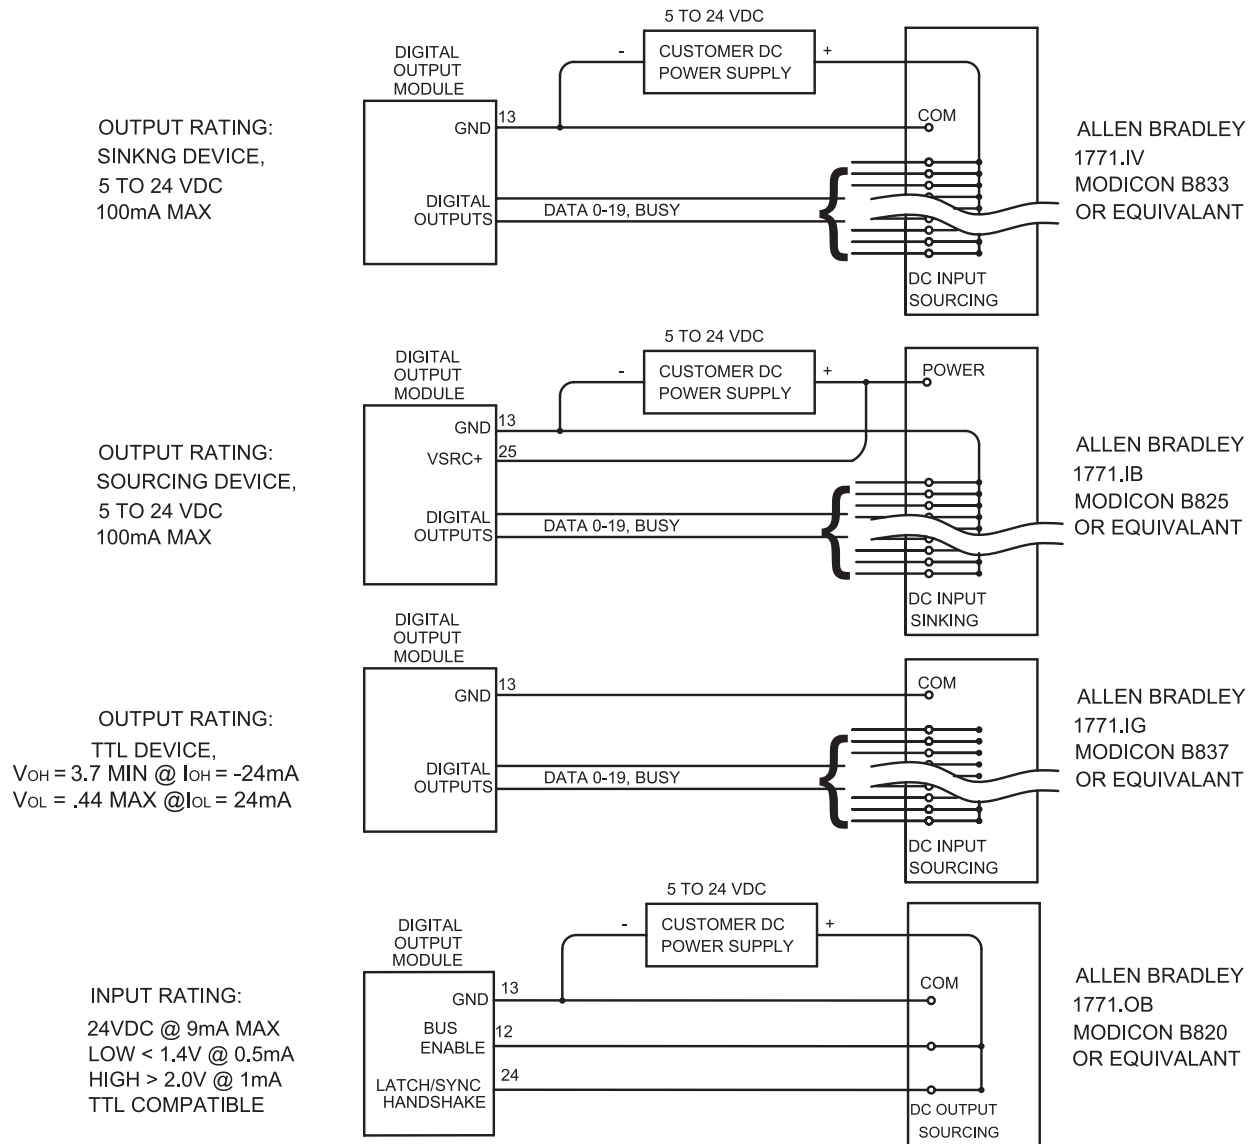 5 TO 24 VDC
- CUSTOMER DC +
POWER SUPPLY
DIGITAL
OUTPUT
MODULE
OUTPUT RATING:
SINKNG DEVICE,
5 TO 24 VDC
100mA MAX
GND 13
DIGITAL
OUTPUTS
DATA 0-19, BUSY
COM
DC INPUT
SOURCING
ALLEN BRADLEY
1771.IV
MODICON B833
OR EQUIVALANT
5 TO 24 VDC
- CUSTOMER DC +
POWER SUPPLY
DIGITAL
OUTPUT
MODULE
OUTPUT RATING:
SOURCING DEVICE,
5 TO 24 VDC
100mA MAX
GND 13
VSRC+ 25
DIGITAL
OUTPUTS
DATA 0-19, BUSY
POWER
DC INPUT
SINKING
ALLEN BRADLEY
1771.IB
MODICON B825
OR EQUIVALANT
DIGITAL
OUTPUT
MODULE
OUTPUT RATING:
TTL DEVICE,
VOH = 3.7 MIN @ IOH = -24mA
VOL = .44 MAX @IOL = 24mA
GND 13
DIGITAL
OUTPUTS
DATA 0-19, BUSY
COM
DC INPUT
SOURCING
ALLEN BRADLEY
1771.IG
MODICON B837
OR EQUIVALANT
5 TO 24 VDC
- CUSTOMER DC +
POWER SUPPLY
DIGITAL
OUTPUT
MODULE
INPUT RATING:
24VDC @ 9mA MAX
LOW < 1.4V @ 0.5mA
HIGH > 2.0V @ 1mA
TTL COMPATIBLE
GND 13
BUS
ENABLE 12
LATCH/SYNC 24
HANDSHAKE
COM
DC OUTPUT
SOURCING
ALLEN BRADLEY
1771.OB
MODICON B820
OR EQUIVALANT